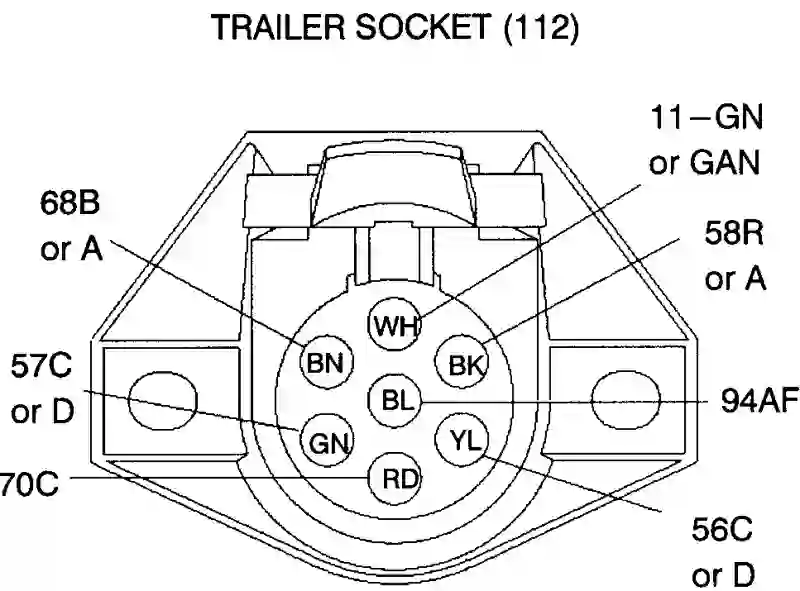 TRAILER SOCKET (112)
11-GN
or GAN
68B
or A
58R
or A
WH
BN
BK
57C
or D
BL
94AF
GN
YL
70C
RD
56C
or D